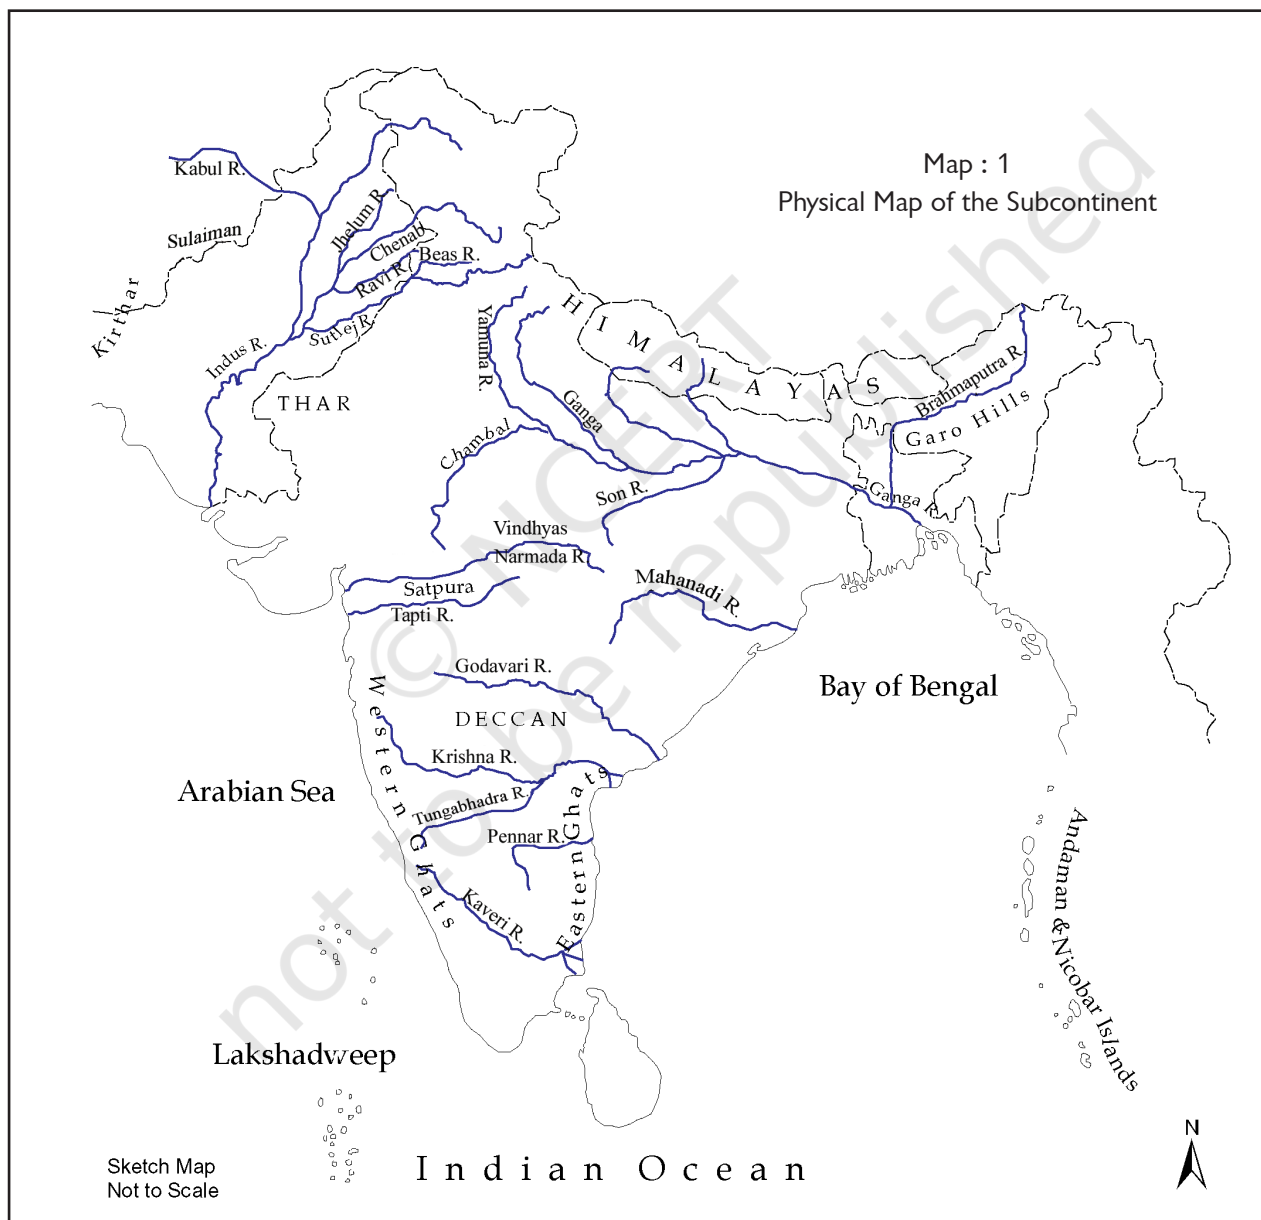 Map : 1
Physical Map of the Subcontinent
Kabul R.
Sulaiman
Kirthar
Jhelum R.
Chenab
Ravi R.
Beas R.
Sutlej R.
Indus R.
THAR
Yamuna R.
HIMALAYAS
Ganga
Chambal
Brahmaputra R.
Garo Hills
Ganga R.
Son R.
Vindhyas
Narmada R.
Satpura
Tapti R.
Mahanadi R.
Godavari R.
DECCAN
Bay of Bengal
Western Ghats
Krishna R.
Arabian Sea
Tungabhadra R.
Pennar R.
Eastern Ghats
Kaveri R.
Andaman & Nicobar Islands
Lakshadweep
Indian Ocean
Sketch Map
Not to Scale
N
© NCERT
not to be republished